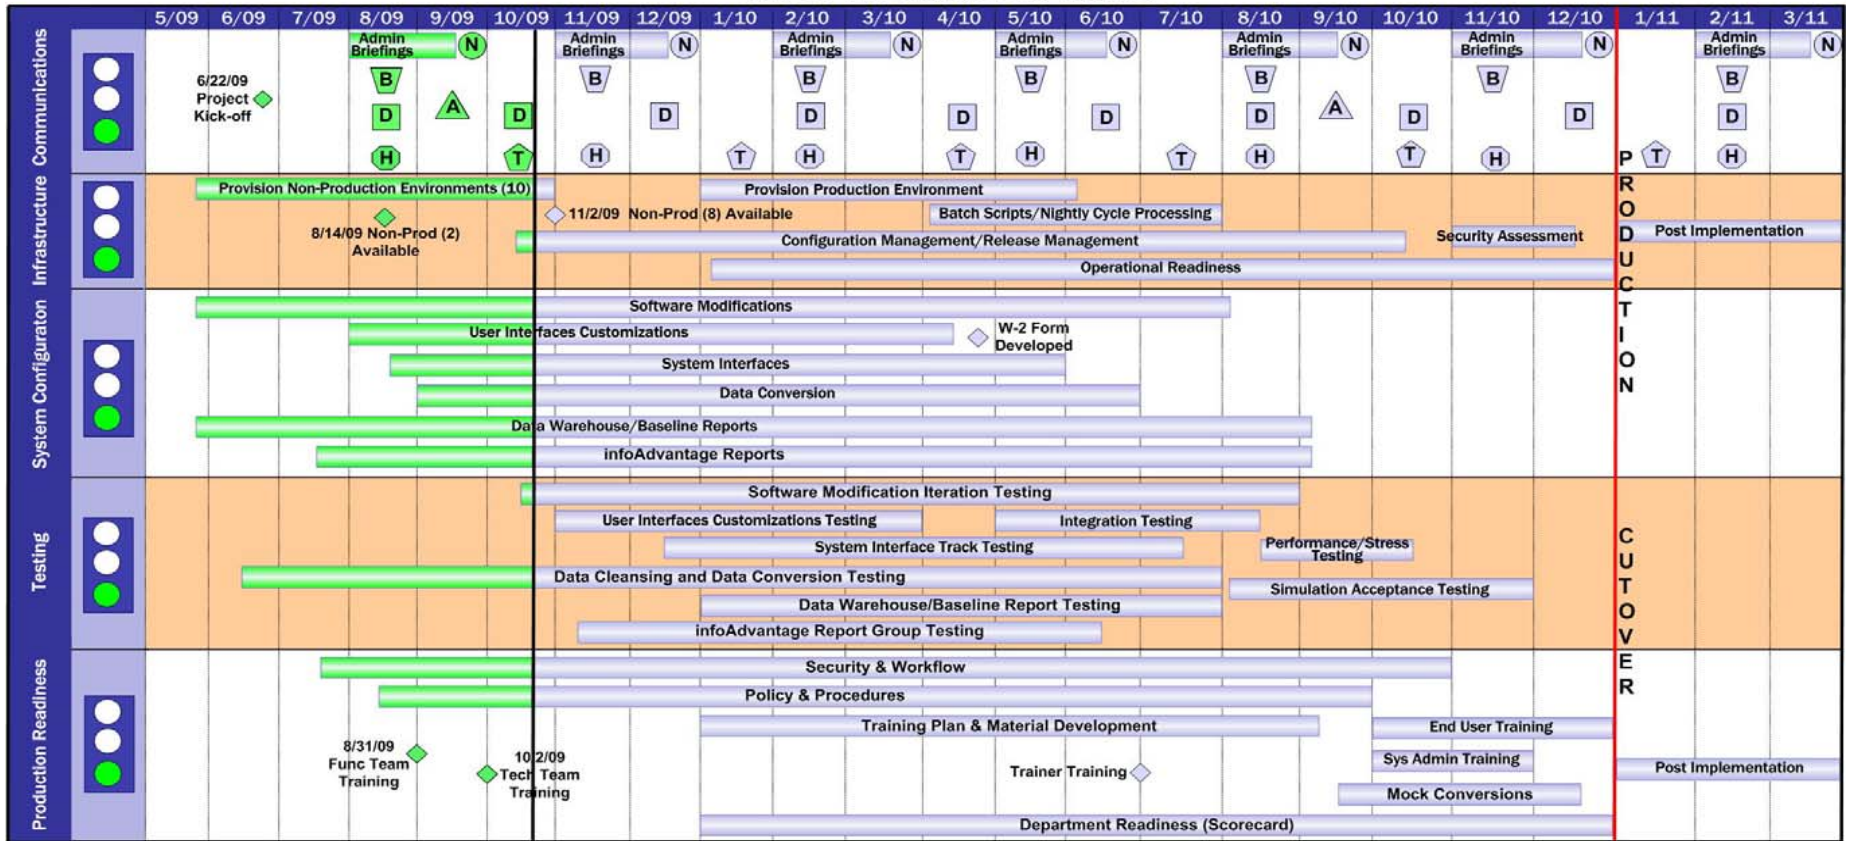 5/09 6/09 7/09 8/09 9/09 10/09 11/09 12/09 1/10 2/10 3/10 4/10 5/10 6/10 7/10 8/10 9/10 10/10 11/10 12/10 1/11 2/11 3/11
Communications
Admin Briefings N Admin Briefings N Admin Briefings N Admin Briefings N Admin Briefings N Admin Briefings N Admin Briefings N
B B B B B B B
6/22/09
Project
Kick-off
A A
D D D D D D D D D D
H T H T H T H T H T H T H
Infrastructure
Provision Non-Production Environments (10)
Provision Production Environment
11/2/09 Non-Prod (8) Available
Batch Scripts/Nightly Cycle Processing
8/14/09 Non-Prod (2)
Available
Configuration Management/Release Management
Security Assessment
Post Implementation
Operational Readiness
System Configuraton
Software Modifications
User Interfaces Customizations
W-2 Form
Developed
System Interfaces
Data Conversion
Data Warehouse/Baseline Reports
infoAdvantage Reports
Testing
Software Modification Iteration Testing
User Interfaces Customizations Testing
Integration Testing
System Interface Track Testing
Performance/Stress
Testing
Data Cleansing and Data Conversion Testing
Simulation Acceptance Testing
Data Warehouse/Baseline Report Testing
infoAdvantage Report Group Testing
Production Readiness
Security & Workflow
Policy & Procedures
Training Plan & Material Development
End User Training
8/31/09
Func Team
Training
10/2/09
Tech Team
Training
Trainer Training
Sys Admin Training
Post Implementation
Mock Conversions
Department Readiness (Scorecard)
PRODUCTION
CUTOVER